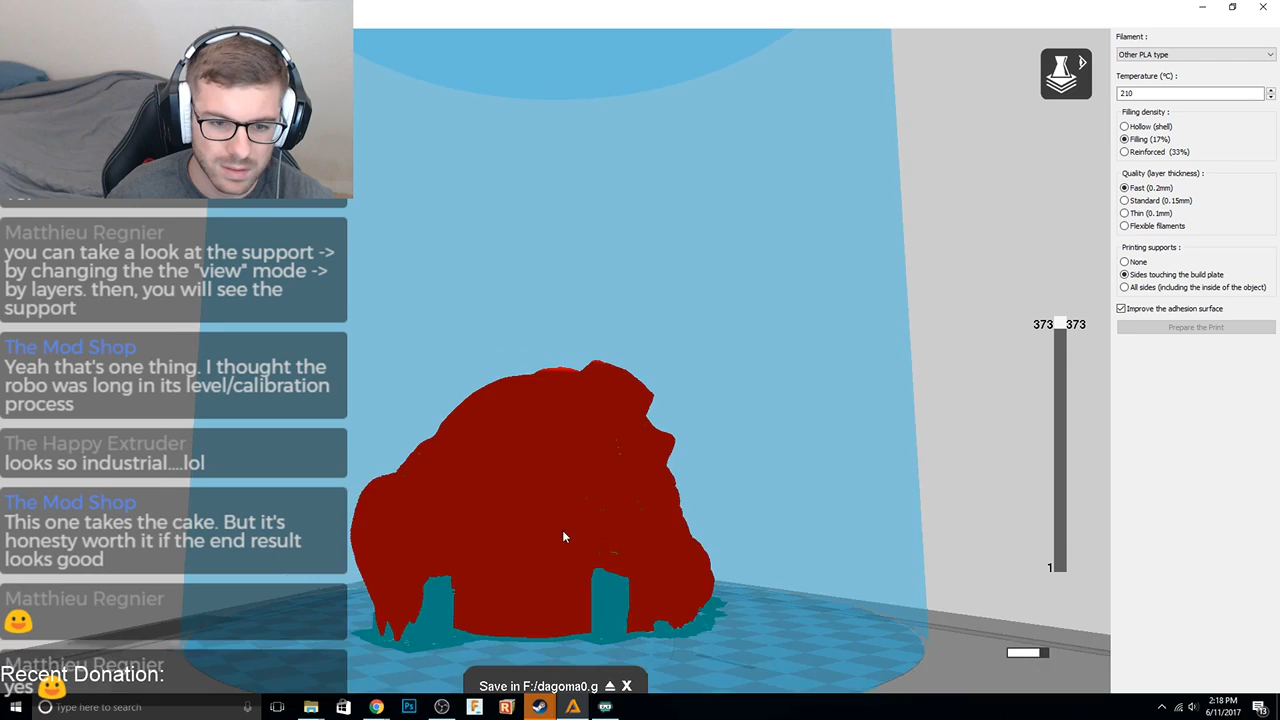 Matthieu Regnier
you can take a look at the support ->
by changing the the "view" mode ->
by layers. then, you will see the
support
The Mod Shop
Yeah that's one thing. I thought the
robo was long in its level/calibration
process
The Happy Extruder
looks so industrial....lol
The Mod Shop
This one takes the cake. But it's
honesty worth it if the end result
looks good
Matthieu Regnier
Matthieu Regnier
Recent Donation:
yes
373 373
1
Save in F:/dagoma0.g
Filament :
Other PLA type
Temperature (°C) :
210
Filling density :
Hollow (shell)
Filling (17%)
Reinforced (33%)
Quality (layer thickness) :
Fast (0.2mm)
Standard (0.15mm)
Thin (0.1mm)
Flexible filaments
Printing supports :
None
Sides touching the build plate
All sides (including the inside of the object)
Improve the adhesion surface
Prepare the Print
Type here to search
Ps
F
R
2:18 PM
6/11/2017